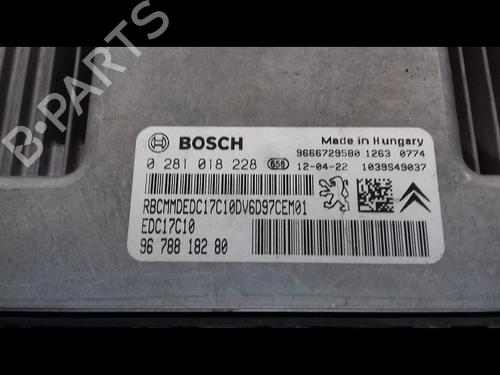 B-PARTS
BOSCH
Made in Hungary
9666729580 1263 0774
0 281 018 228 658 12-04-22 1039S49037
RBCMMDEDC17C10DV6D97CEM01
EDC17C10
96 788 182 80